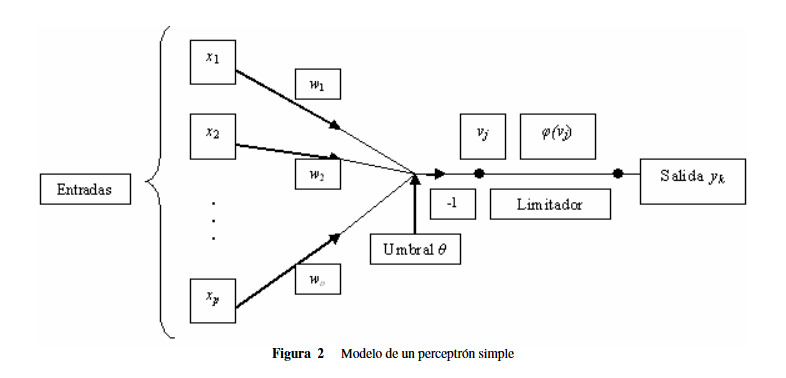 x1
w1
x2
w2
vj
φ(vj)
Entradas
Salida yk
-1
Limitador
Umbral θ
xp
w
Figura 2 Modelo de un perceptrón simple